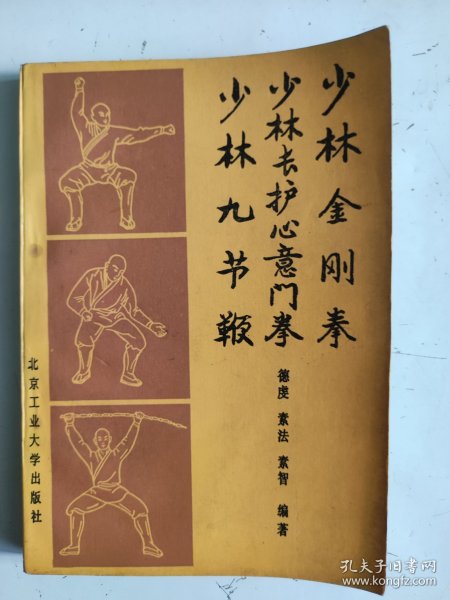 少林金刚拳
少林长护心意门拳
少林九节鞭
德虔 素法 素智 编著
北京工业大学出版社
孔夫子旧书网
www.kongfz.com